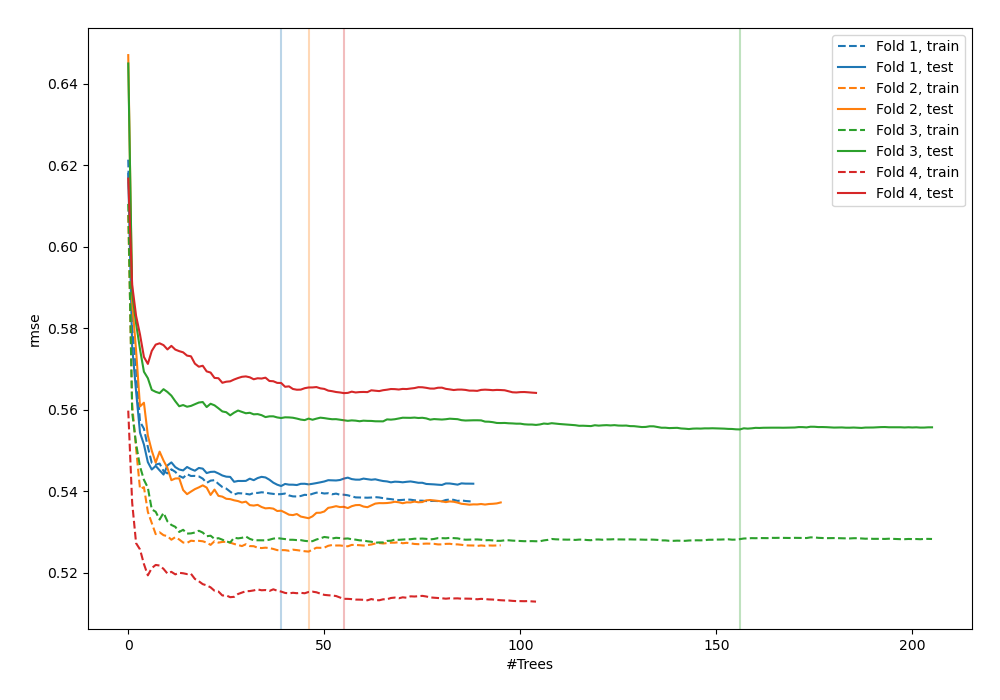 0.64
0.62
0.60
0.58
0.56
0.54
0.52
rmse
0
50
100
150
200
#Trees
Fold 1, train
Fold 1, test
Fold 2, train
Fold 2, test
Fold 3, train
Fold 3, test
Fold 4, train
Fold 4, test